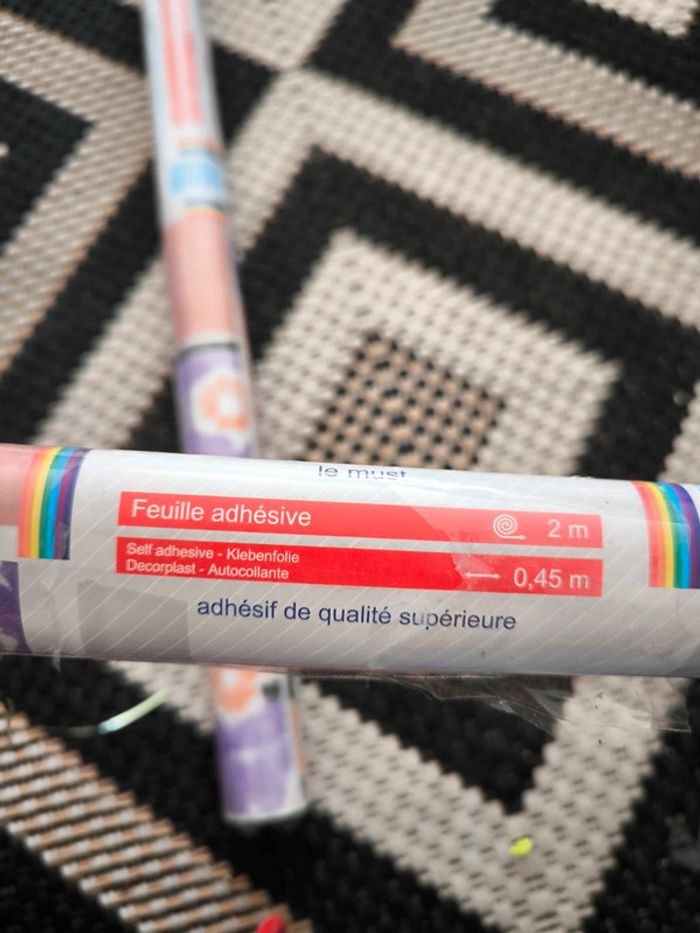 le must
Feuille adhésive 2 m
Self adhesive - Klebenfolie
Decorplast - Autocollante
0,45 m
adhésif de qualité supérieure